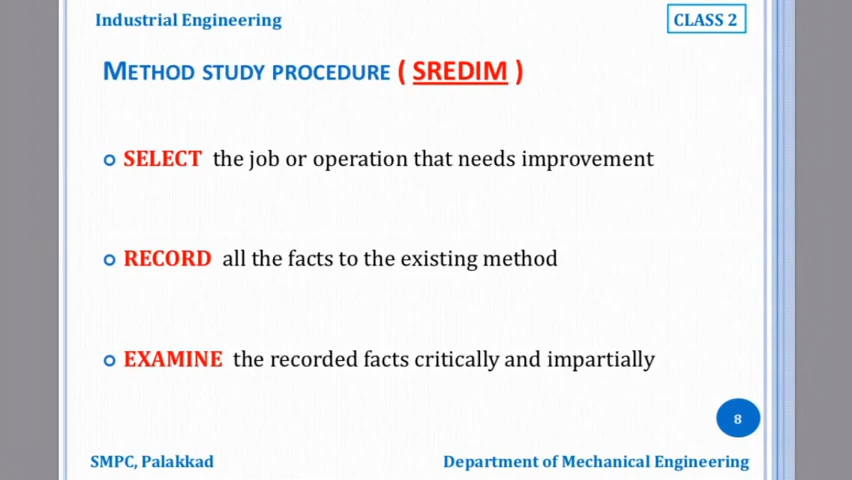 Industrial Engineering
CLASS 2
METHOD STUDY PROCEDURE ( SREDIM )
SELECT the job or operation that needs improvement
RECORD all the facts to the existing method
EXAMINE the recorded facts critically and impartially
8
SMPC, Palakkad
Department of Mechanical Engineering